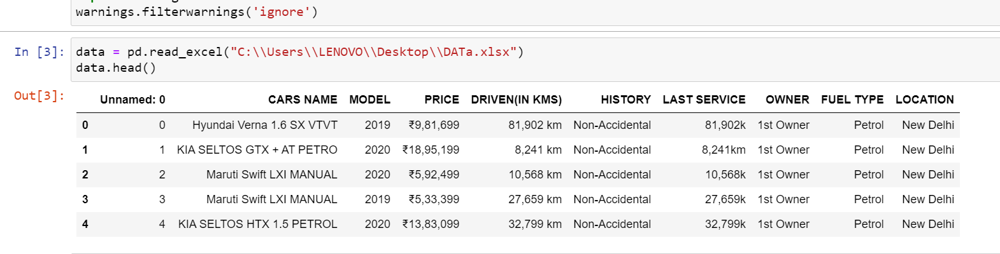 warnings.filterwarnings('ignore')
In [3]: data = pd.read_excel("C:\\Users\\LENOVO\\Desktop\\DATa.xlsx")
data.head()
Out[3]:
Unnamed: 0 CARS NAME MODEL PRICE DRIVEN(IN KMS) HISTORY LAST SERVICE OWNER FUEL TYPE LOCATION
0 0 Hyundai Verna 1.6 SX VTVT 2019 ₹9,81,699 81,902 km Non-Accidental 81,902k 1st Owner Petrol New Delhi
1 1 KIA SELTOS GTX + AT PETRO 2020 ₹18,95,199 8,241 km Non-Accidental 8,241km 1st Owner Petrol New Delhi
2 2 Maruti Swift LXI MANUAL 2020 ₹5,92,499 10,568 km Non-Accidental 10,568k 1st Owner Petrol New Delhi
3 3 Maruti Swift LXI MANUAL 2019 ₹5,33,399 27,659 km Non-Accidental 27,659k 1st Owner Petrol New Delhi
4 4 KIA SELTOS HTX 1.5 PETROL 2020 ₹13,83,099 32,799 km Non-Accidental 32,799k 1st Owner Petrol New Delhi